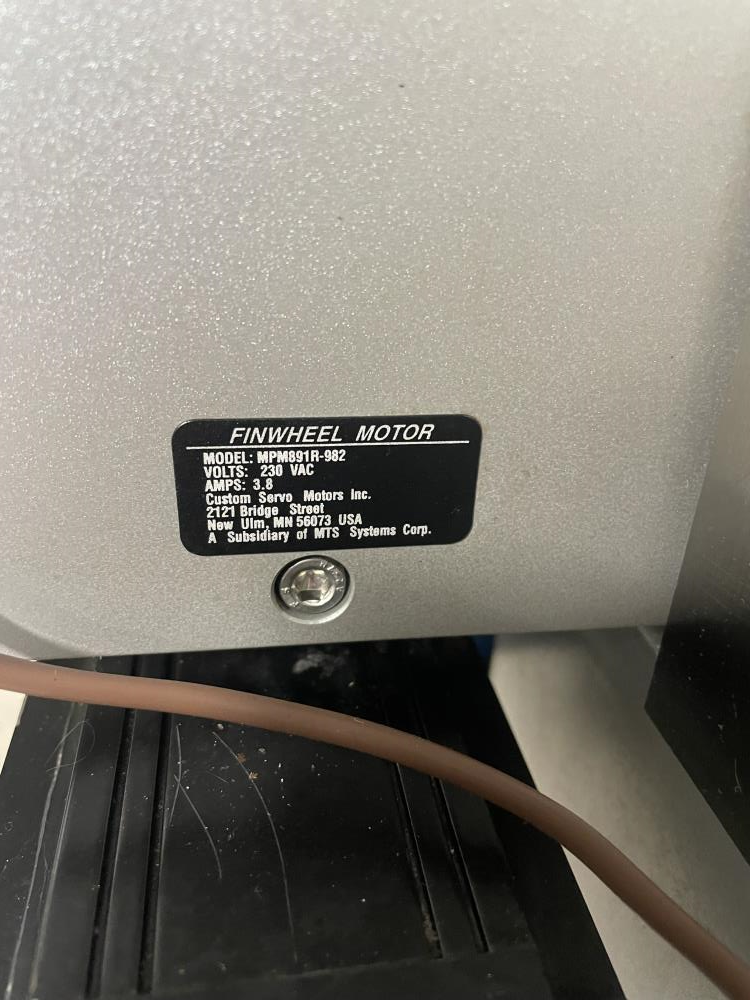 FINWHEEL MOTOR
MODEL: MPM891R-982
VOLTS: 230 VAC
AMPS: 3.8
Custom Servo Motors Inc.
2121 Bridge Street
New Ulm, MN 56073 USA
A Subsidiary of MTS Systems Corp.